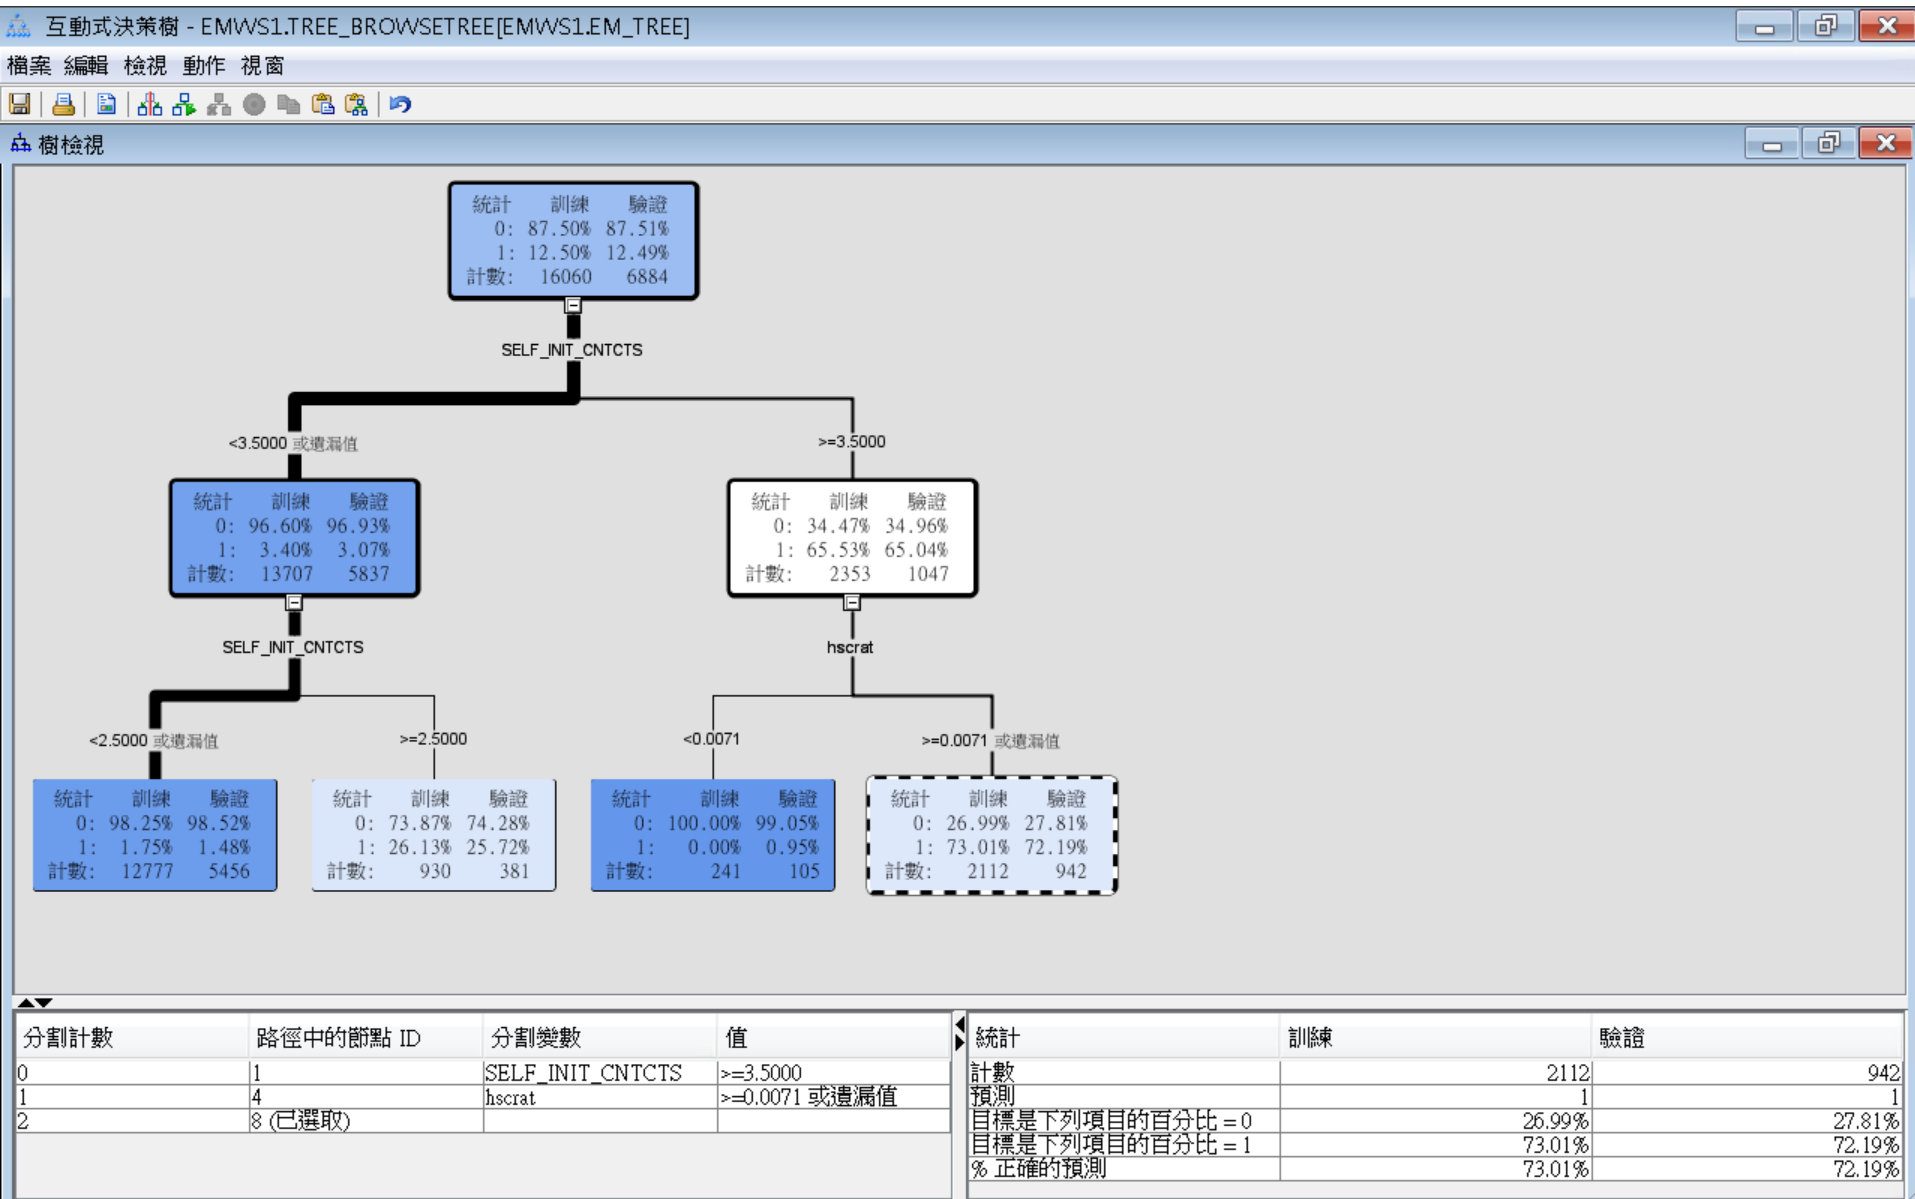 互動式決策樹 - EMWS1.TREE_BROWSETREE[EMWS1.EM_TREE]
檔案 編輯 檢視 動作 視窗
樹檢視
統計 訓練 驗證
0: 87.50% 87.51%
1: 12.50% 12.49%
計數: 16060 6884
SELF_INIT_CNTCTS
<3.5000 或遺漏值
>=3.5000
統計 訓練 驗證
0: 96.60% 96.93%
1: 3.40% 3.07%
計數: 13707 5837
統計 訓練 驗證
0: 34.47% 34.96%
1: 65.53% 65.04%
計數: 2353 1047
SELF_INIT_CNTCTS
hscrat
<2.5000 或遺漏值
>=2.5000
<0.0071
>=0.0071 或遺漏值
統計 訓練 驗證
0: 98.25% 98.52%
1: 1.75% 1.48%
計數: 12777 5456
統計 訓練 驗證
0: 73.87% 74.28%
1: 26.13% 25.72%
計數: 930 381
統計 訓練 驗證
0: 100.00% 99.05%
1: 0.00% 0.95%
計數: 241 105
統計 訓練 驗證
0: 26.99% 27.81%
1: 73.01% 72.19%
計數: 2112 942
分割計數 路徑中的節點 ID 分割變數 值
0 1 SELF_INIT_CNTCTS >=3.5000
1 4 hscrat >=0.0071 或遺漏值
2 8 (已選取)
統計 訓練 驗證
計數 2112 942
預測 1 1
目標是下列項目的百分比 = 0 26.99% 27.81%
目標是下列項目的百分比 = 1 73.01% 72.19%
% 正確的預測 73.01% 72.19%